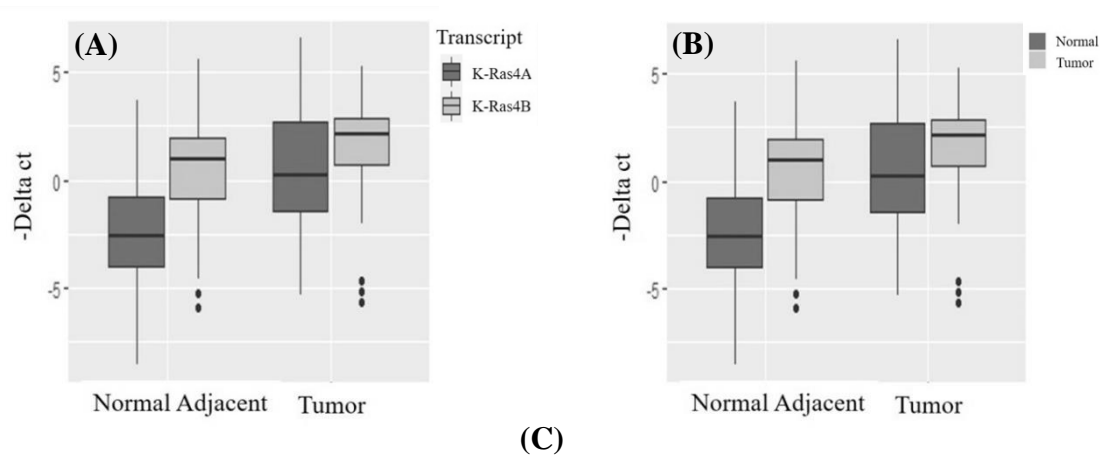 (A)
Transcript
K-Ras4A
K-Ras4B
5
0
-5
-Delta ct
Normal Adjacent
Tumor
(B)
Normal
Tumor
5
0
-5
-Delta ct
Normal Adjacent
Tumor
(C)